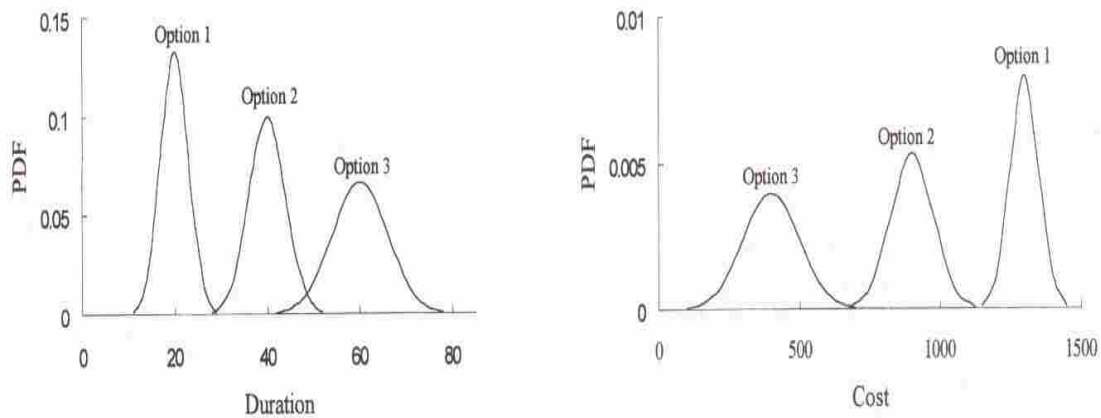 0.15
Option 1
0.1
Option 2
PDF
Option 3
0.05
0
0 20 40 60 80
Duration
0.01
Option 1
Option 2
PDF
0.005
Option 3
0
0 500 1000 1500
Cost